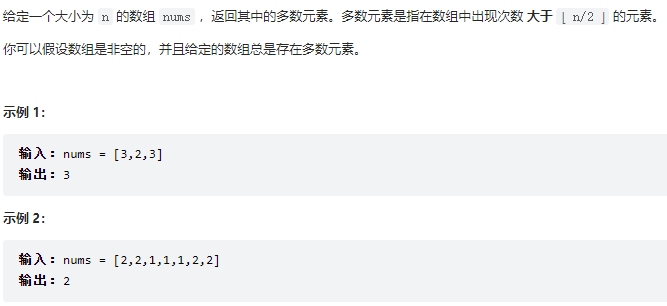 给定一个大小为 n 的数组 nums ，返回其中的多数元素。多数元素是指在数组中出现次数 大于 ⌊ n/2 ⌋ 的元素。
你可以假设数组是非空的，并且给定的数组总是存在多数元素。
示例 1：
输入：nums = [3,2,3]
输出：3
示例 2：
输入：nums = [2,2,1,1,1,2,2]
输出：2